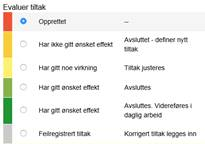 Evaluer tiltak
Opprettet
--
Har ikke gitt ønsket effekt
Avsluttet - definer nytt
tiltak
Har gitt noe virkning
Tiltak justeres
Har gitt ønsket effekt
Avsluttes
Har gitt ønsket effekt
Avsluttes. Videreføres i
daglig arbeid
Feilregistrert tiltak
Korrigert tiltak legges inn